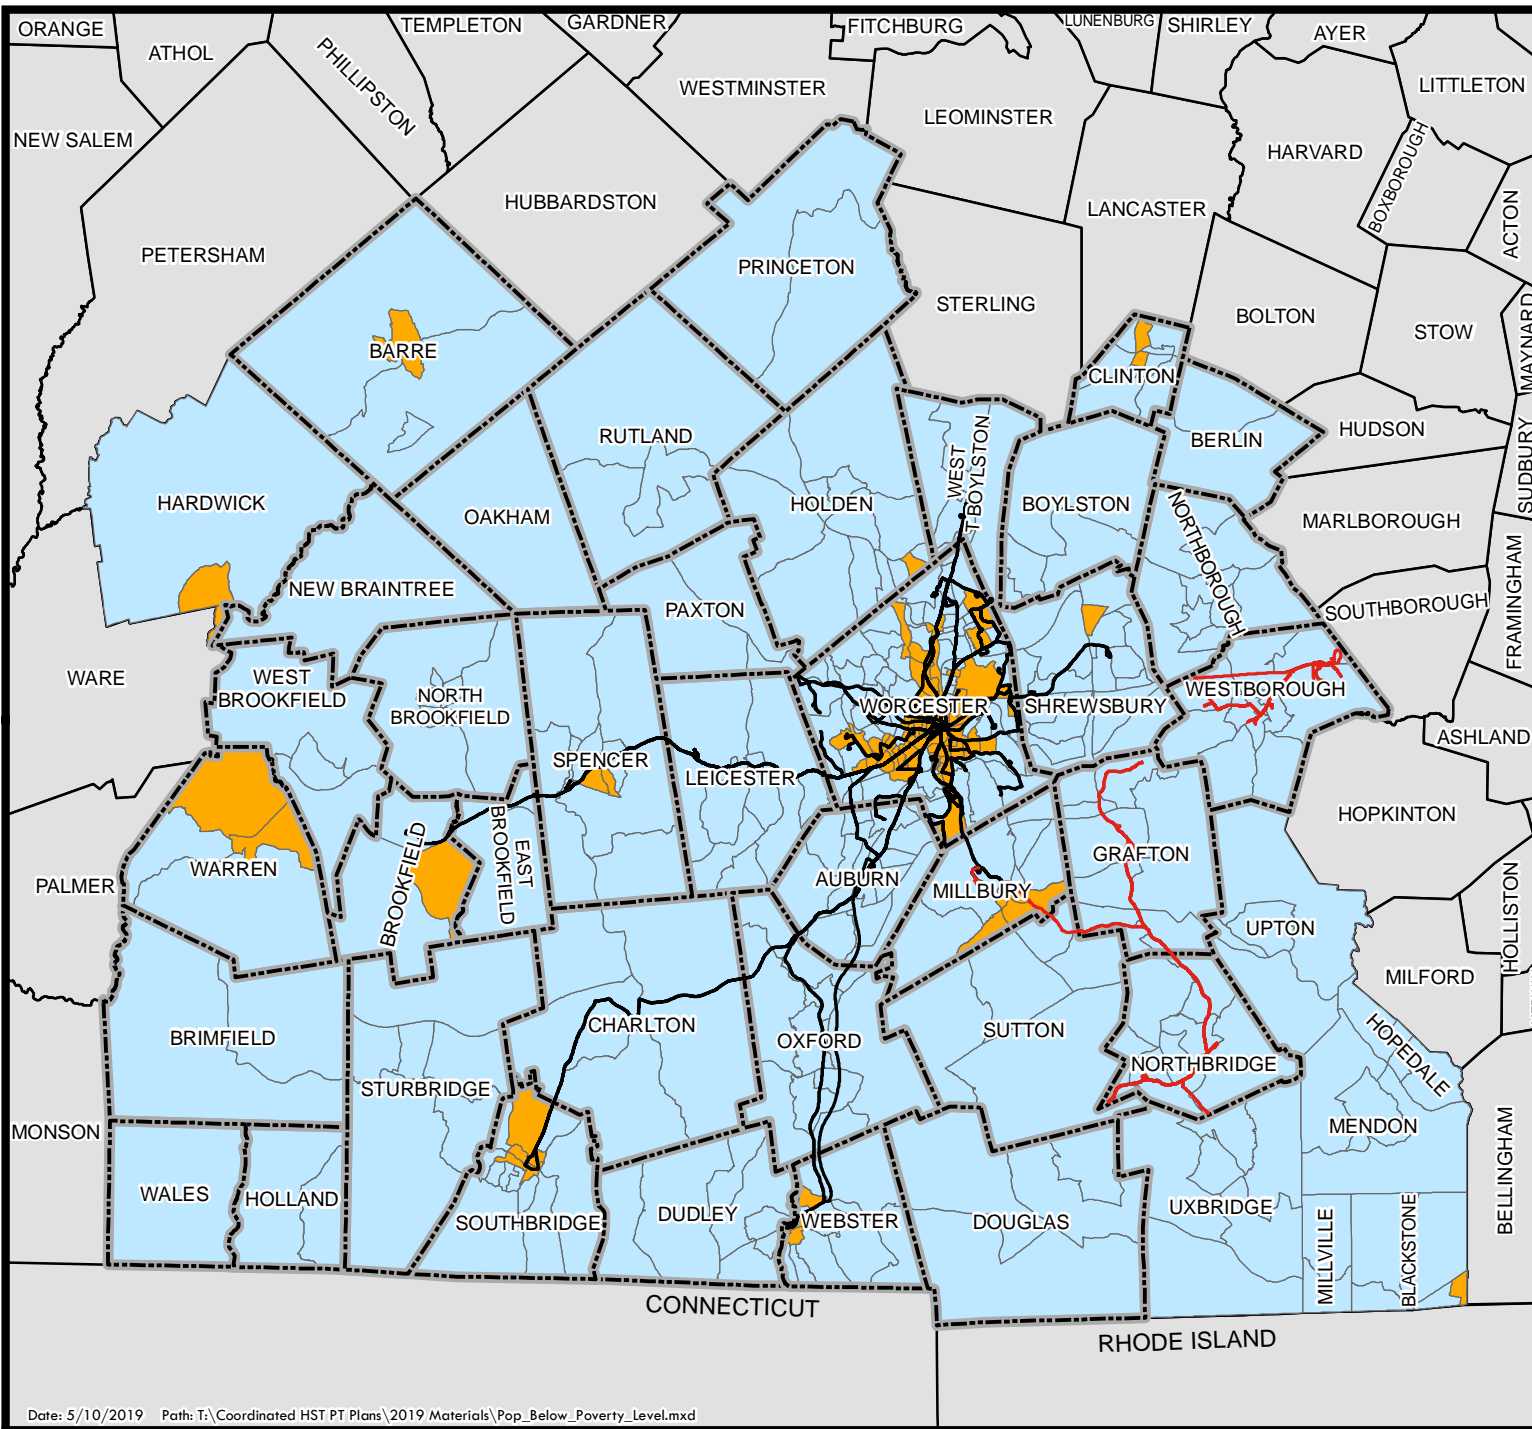 ORANGE
ATHOL
PHILLIPSTON
TEMPLETON
GARDNER
WESTMINSTER
FITCHBURG
LUNENBURG
SHIRLEY
AYER
LITTLETON
NEW SALEM
LEOMINSTER
HARVARD
BOXBOROUGH
ACTON
PETERSHAM
HUBBARDSTON
LANCASTER
PRINCETON
STERLING
BOLTON
STOW
MAYNARD
BARRE
CLINTON
HUDSON
SUDBURY
RUTLAND
WEST
BOYLSTON
T BOYLSTON
BERLIN
HARDWICK
OAKHAM
HOLDEN
BOYLSTON
NORTHBOROUGH
MARLBOROUGH
FRAMINGHAM
NEW BRAINTREE
PAXTON
SOUTHBOROUGH
WARE
WEST
BROOKFIELD
NORTH
BROOKFIELD
WORCESTER
SHREWSBURY
WESTBOROUGH
ASHLAND
SPENCER
LEICESTER
HOPKINTON
PALMER
WARREN
BROOKFIELD
EAST
BROOKFIELD
AUBURN
MILLBURY
GRAFTON
UPTON
HOLLISTON
MILFORD
BRIMFIELD
STURBRIDGE
CHARLTON
OXFORD
SUTTON
NORTHBRIDGE
HOPEDALE
MONSON
MENDON
BELLINGHAM
WALES
HOLLAND
SOUTHBRIDGE
DUDLEY
WEBSTER
DOUGLAS
UXBRIDGE
MILLVILLE
BLACKSTONE
CONNECTICUT
RHODE ISLAND
Date: 5/10/2019 Path: T:\Coordinated HST PT Plans\2019 Materials\Pop_Below_Poverty_Level.mxd